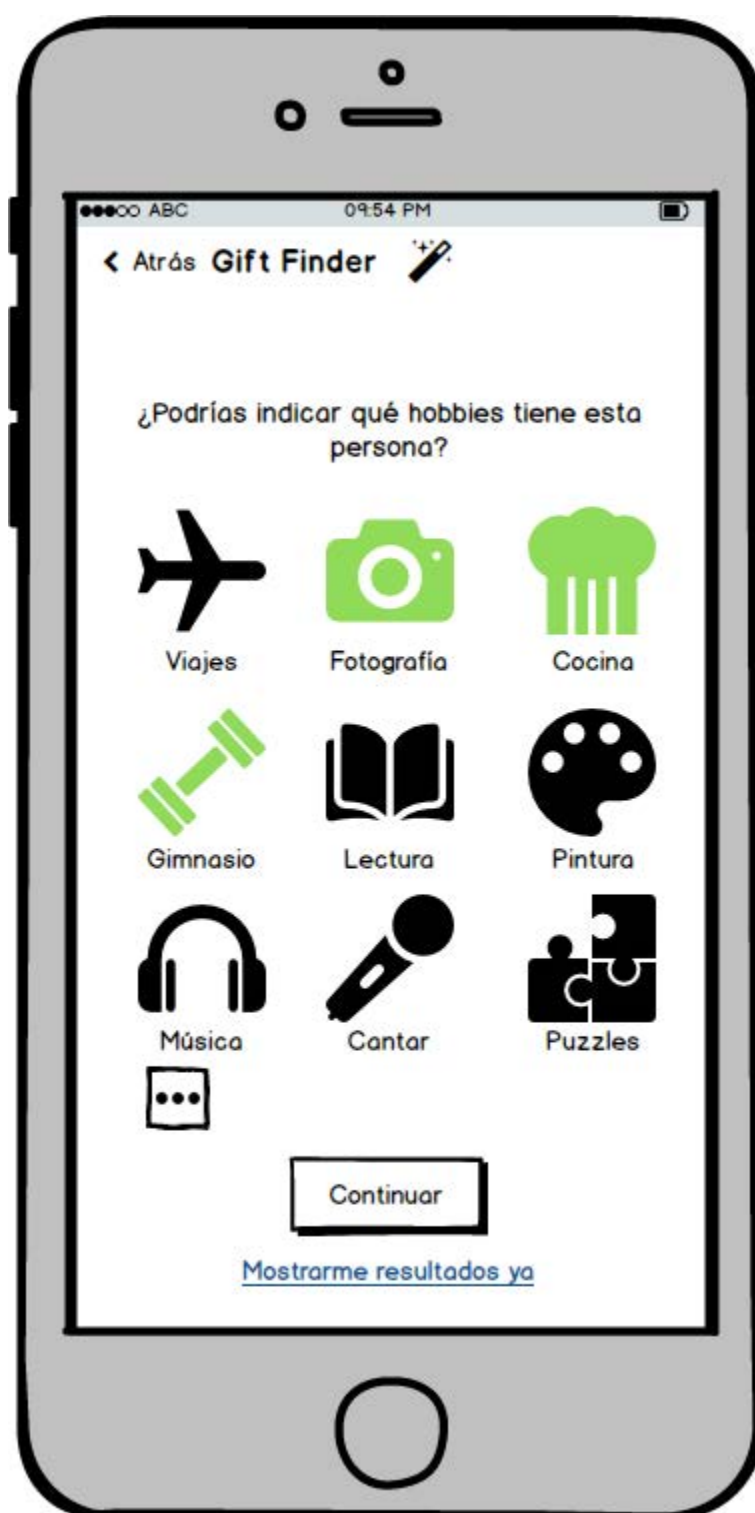 ABC 09:54 PM
< Atrás Gift Finder
¿Podrías indicar qué hobbies tiene esta
persona?
Viajes Fotografía Cocina
Gimnasio Lectura Pintura
Música Cantar Puzzles
...
Continuar
Mostrarme resultados ya